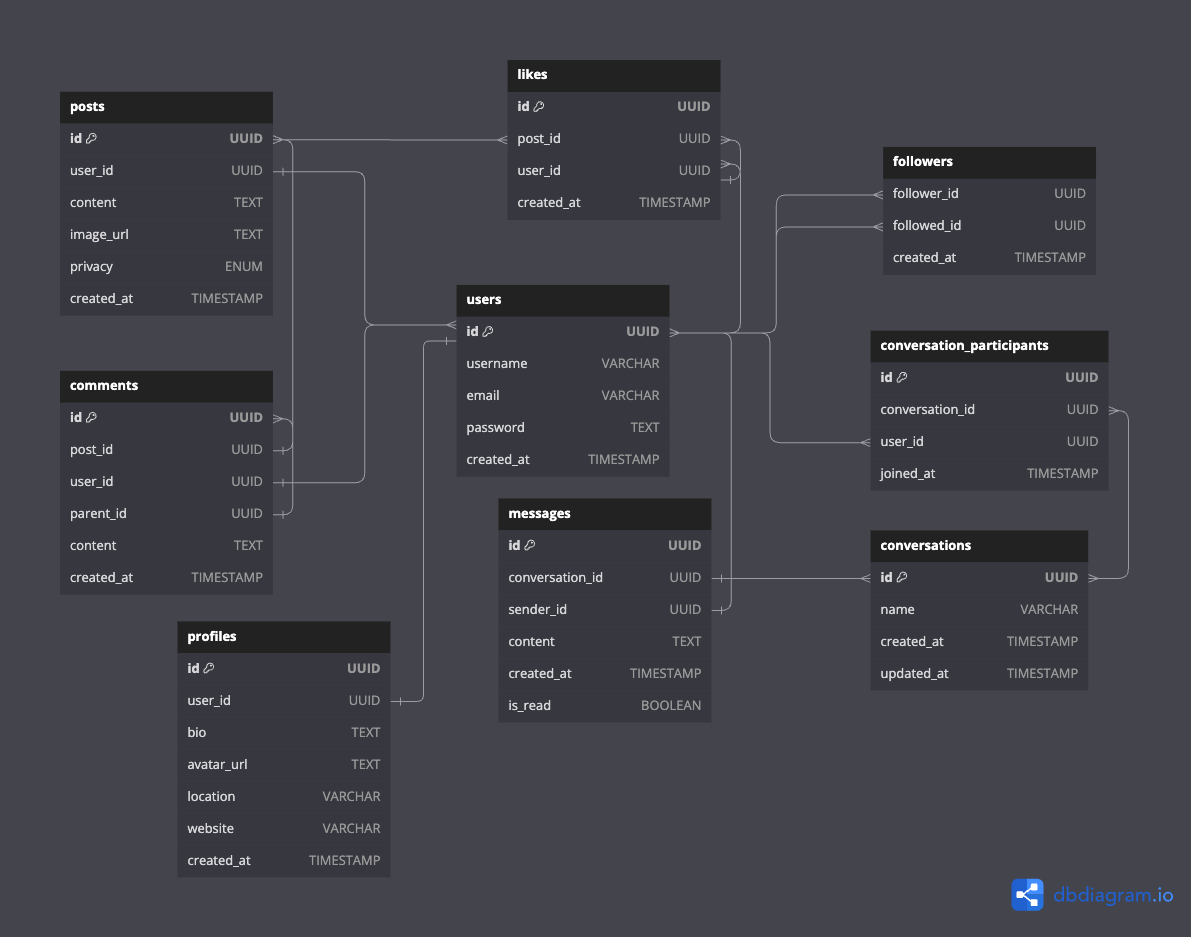 likes
id UUID
post_id UUID
user_id UUID
created_at TIMESTAMP
posts
id UUID
user_id UUID
content TEXT
image_url TEXT
privacy ENUM
created_at TIMESTAMP
followers
follower_id UUID
followed_id UUID
created_at TIMESTAMP
users
id UUID
username VARCHAR
email VARCHAR
password TEXT
created_at TIMESTAMP
conversation_participants
id UUID
conversation_id UUID
user_id UUID
joined_at TIMESTAMP
comments
id UUID
post_id UUID
user_id UUID
parent_id UUID
content TEXT
created_at TIMESTAMP
messages
id UUID
conversation_id UUID
sender_id UUID
content TEXT
created_at TIMESTAMP
is_read BOOLEAN
conversations
id UUID
name VARCHAR
created_at TIMESTAMP
updated_at TIMESTAMP
profiles
id UUID
user_id UUID
bio TEXT
avatar_url TEXT
location VARCHAR
website VARCHAR
created_at TIMESTAMP
dbdiagram.io